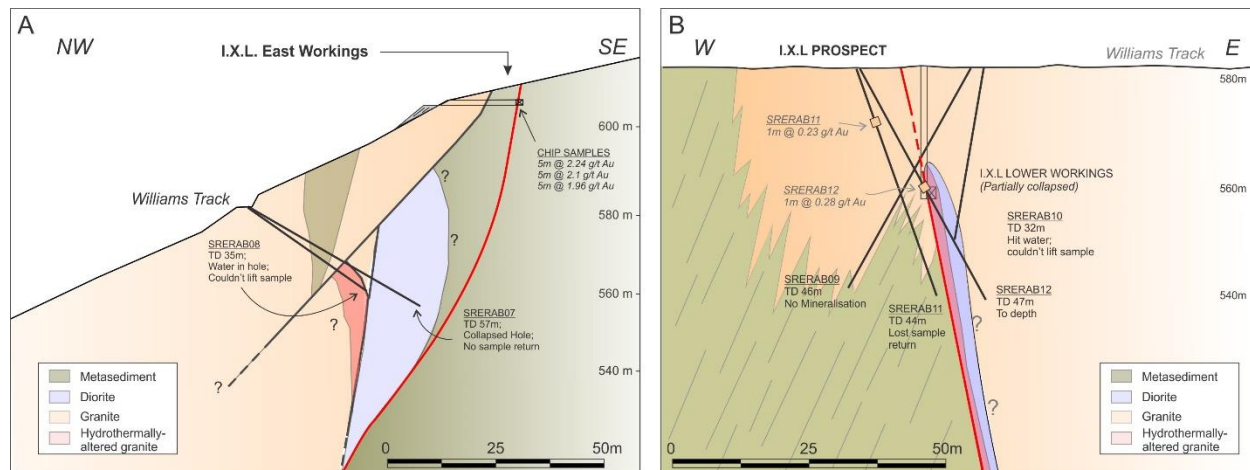 A
NW
I.X.L. East Workings
SE
600 m
CHIP SAMPLES
5m @ 2.24 g/t Au
5m @ 2.1 g/t Au
5m @ 1.96 g/t Au
?
Williams Track
580 m
?
SRERAB08
TD 35m;
Water in hole;
Couldn't lift sample
560 m
?
SRERAB07
TD 57m;
Collapsed Hole;
No sample return
?
540 m
Metasediment
Diorite
Granite
Hydrothermally-
altered granite
0
25
50m
B
W
I.X.L PROSPECT
Williams Track
E
580m
SRERAB11
1m @ 0.23 g/t Au
I.X.L LOWER WORKINGS
(Partially collapsed)
560 m
SRERAB12
1m @ 0.28 g/t Au
SRERAB10
TD 32m
Hit water;
couldn't lift sample
SRERAB09
TD 46m
No Mineralisation
SRERAB11
TD 44m
Lost sample
return
SRERAB12
TD 47m
To depth
540 m
?
?
Metasediment
Diorite
Granite
Hydrothermally-
altered granite
0
25
50m